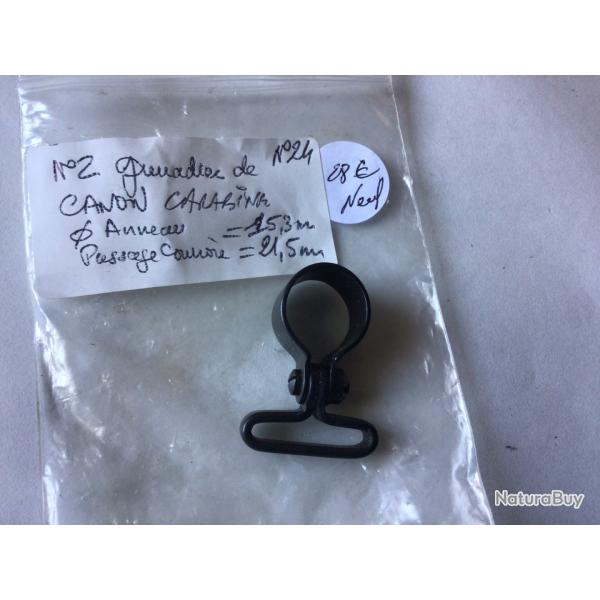 N°2 grenadière de N°24
CANON CARABINE
Ø Anneau = 15,3m
Passage Courroie = 21,5mm
28 €
Neuf
NaturaBuy